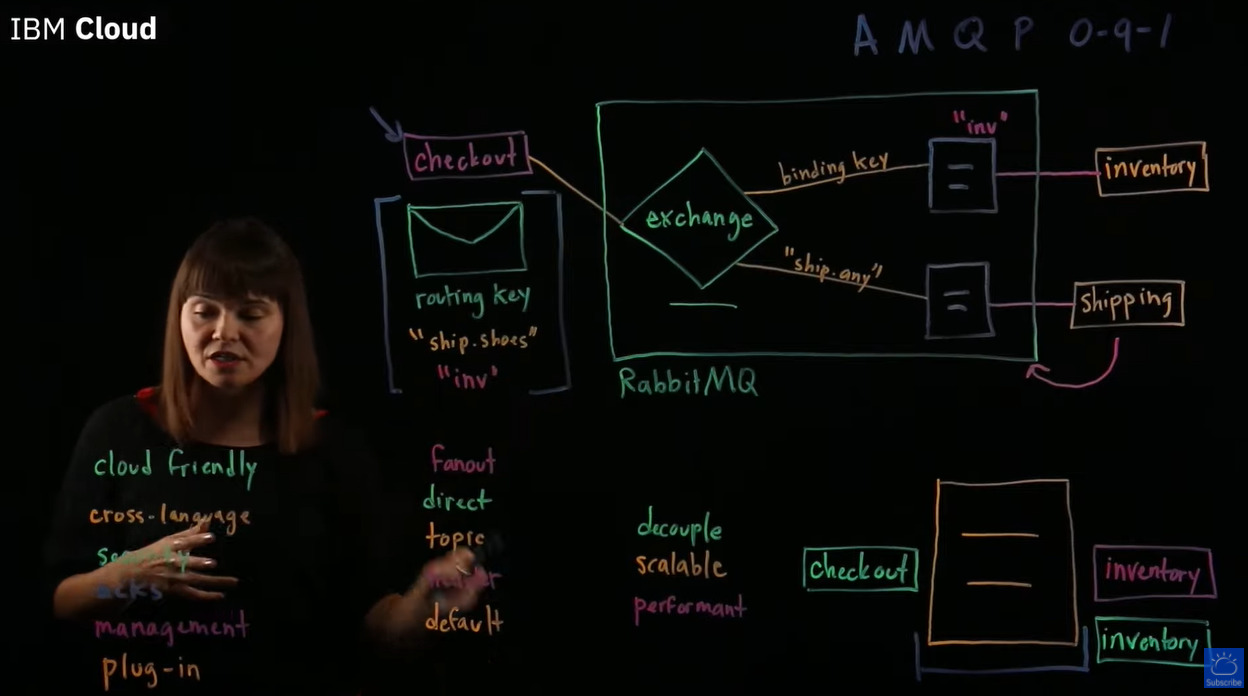 IBM Cloud
AMQP 0-9-1
checkout
routing key
"ship.shoes"
"inv"
exchange
binding key
"ship.any"
"inv"
inventory
shipping
RabbitMQ
cloud friendly
cross-language
security
acks
management
plug-in
fanout
direct
topic
default
decouple
scalable
performant
checkout
inventory
inventory
Subscribe